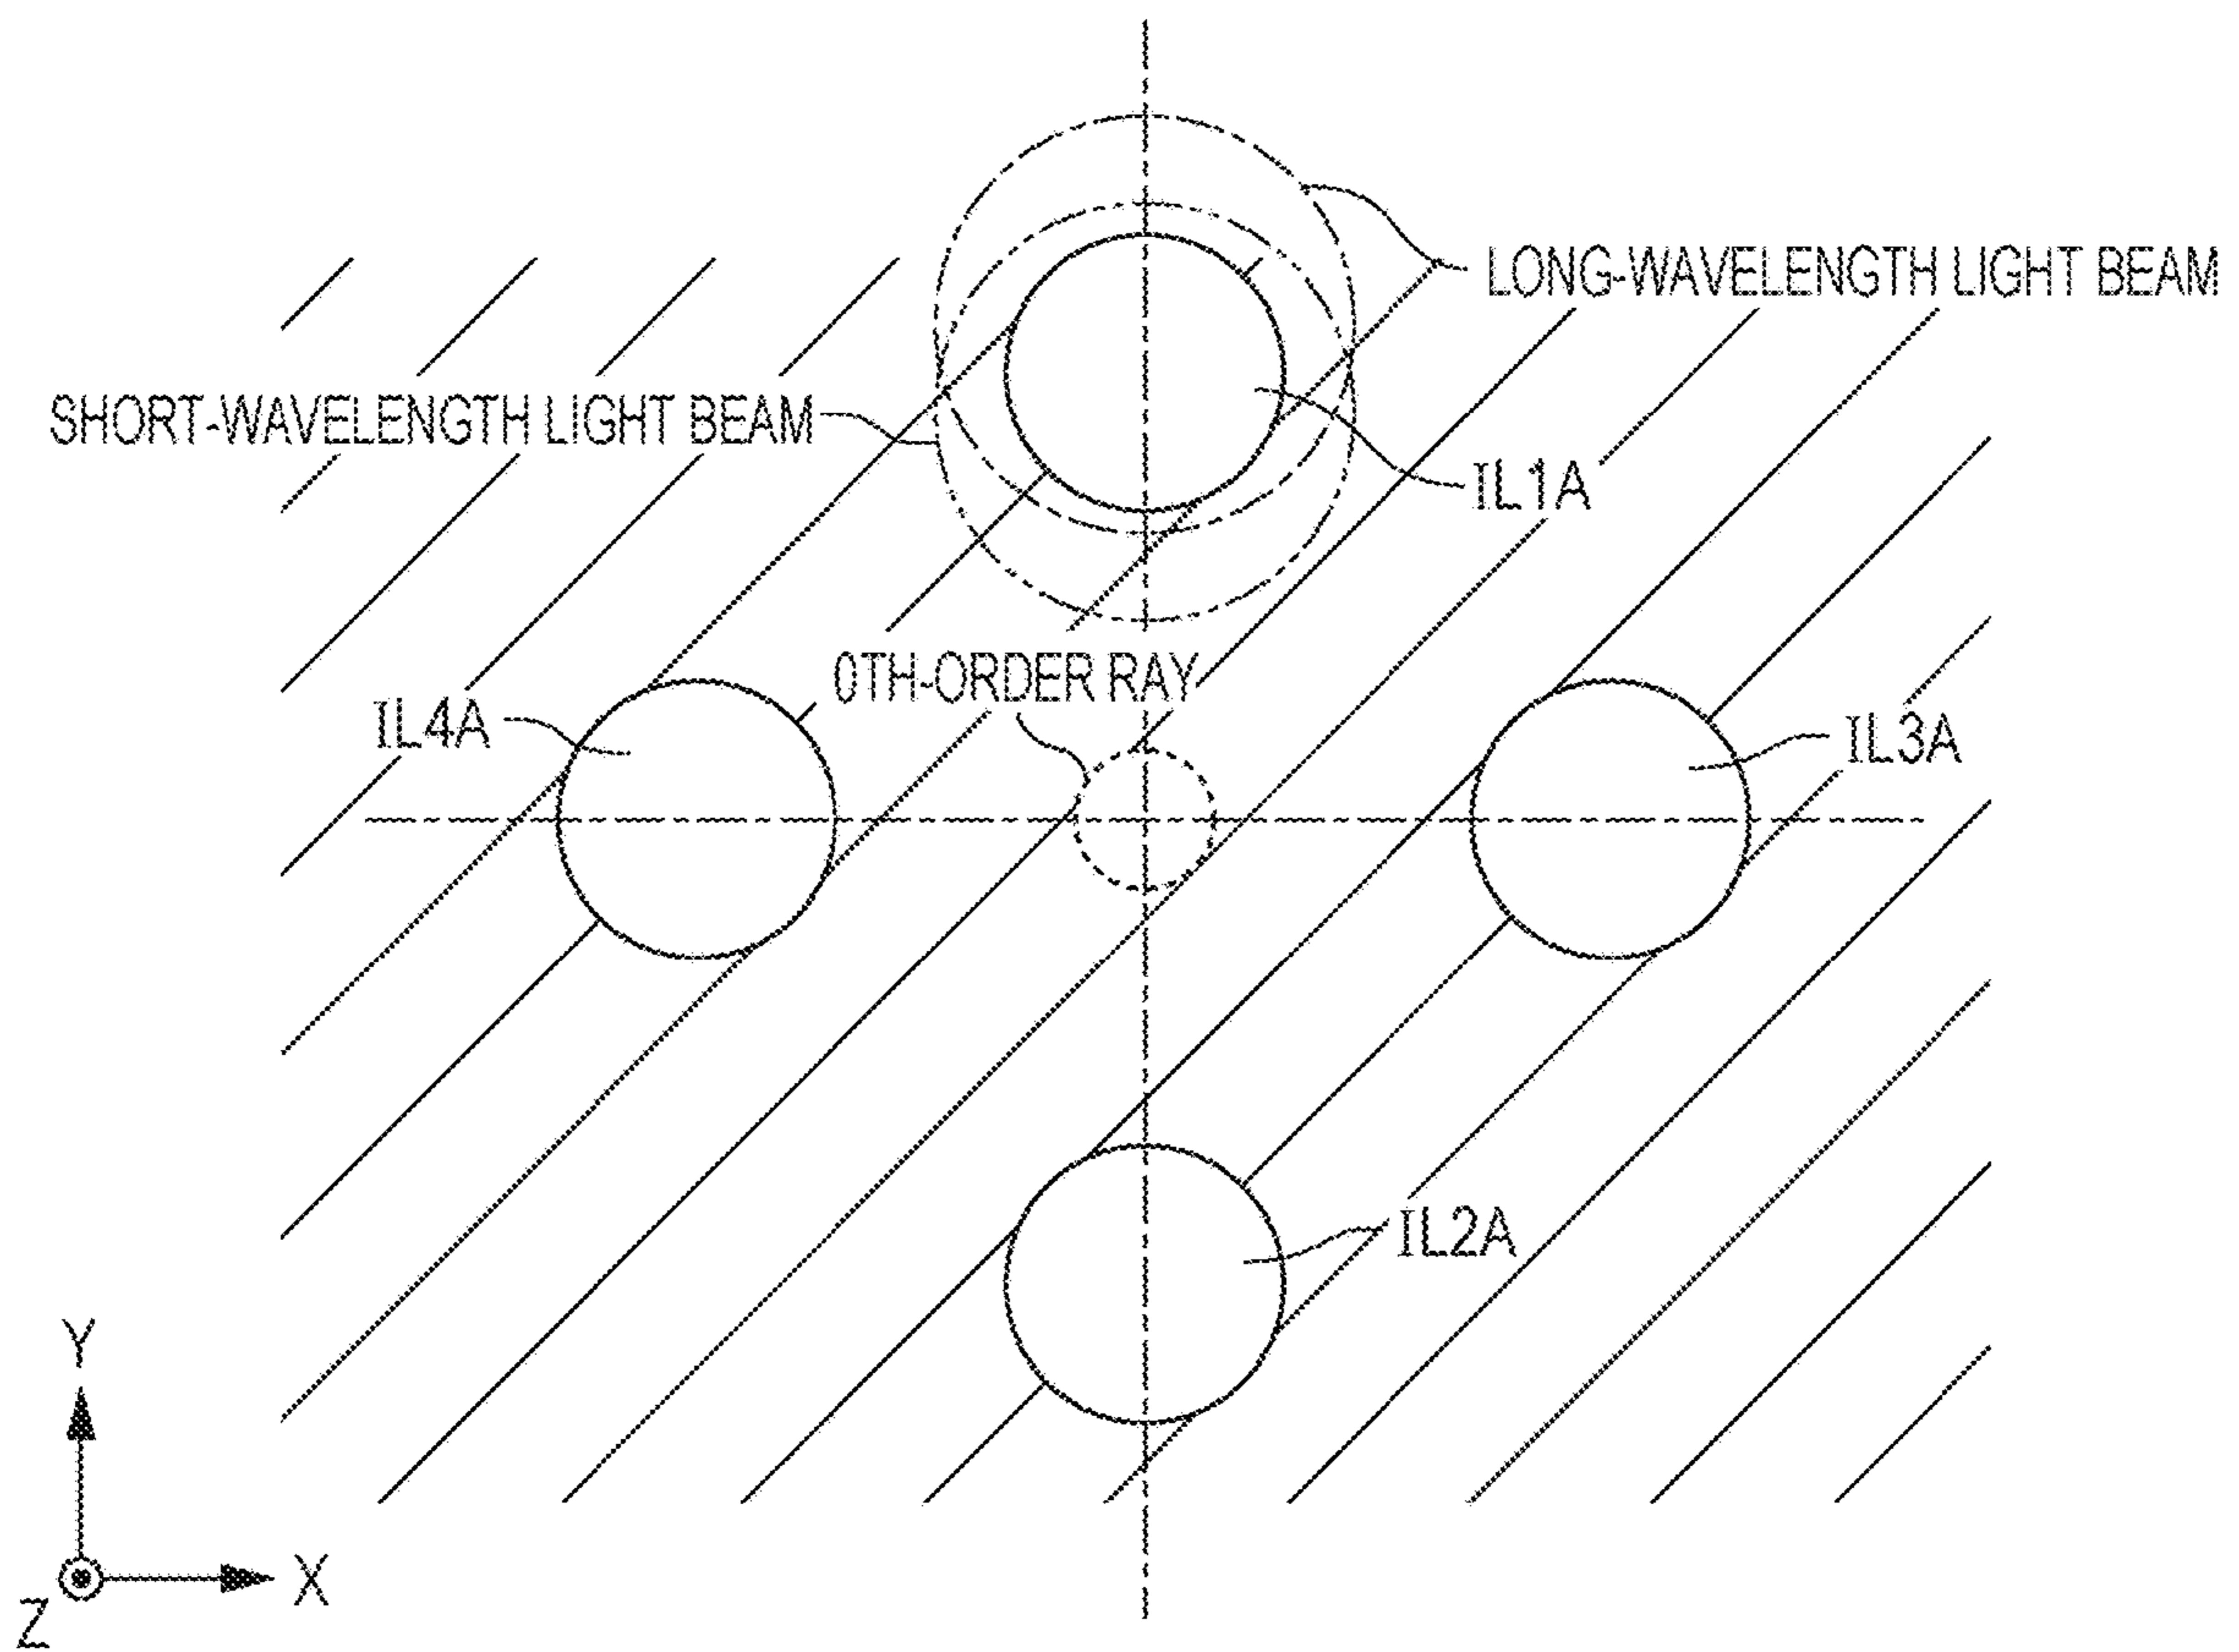 LONG-WAVELENGTH LIGHT BEAM
SHORT-WAVELENGTH LIGHT BEAM
IL1A
0TH-ORDER RAY
IL4A
IL3A
IL2A
Y
X
Z